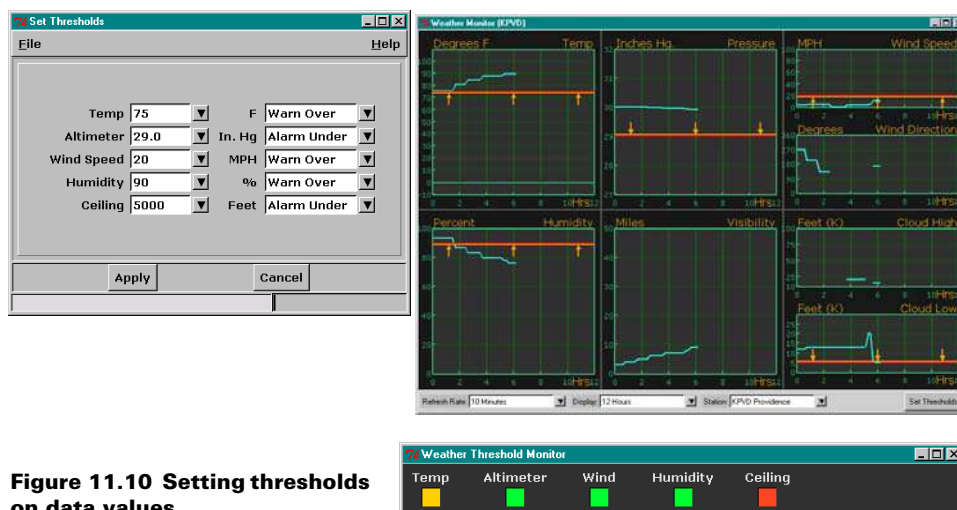 Set Thresholds
File Help
Temp 75 F Warn Over
Altimeter 29.0 In. Hg Alarm Under
Wind Speed 20 MPH Warn Over
Humidity 90 % Warn Over
Ceiling 5000 Feet Alarm Under
Apply Cancel
Weather Monitor (KPVD)
Degrees F Temp
Inches Hg. Pressure
MPH Wind Speed
Degrees Wind Direction
Percent Humidity
Miles Visibility
Feet (K) Cloud High
Feet (K) Cloud Low
Refresh Rate 10 Minutes Display 12 Hours Station KPVD Providence Set Thresholds
Figure 11.10 Setting thresholds
on data values
Weather Threshold Monitor
Temp Altimeter Wind Humidity Ceiling